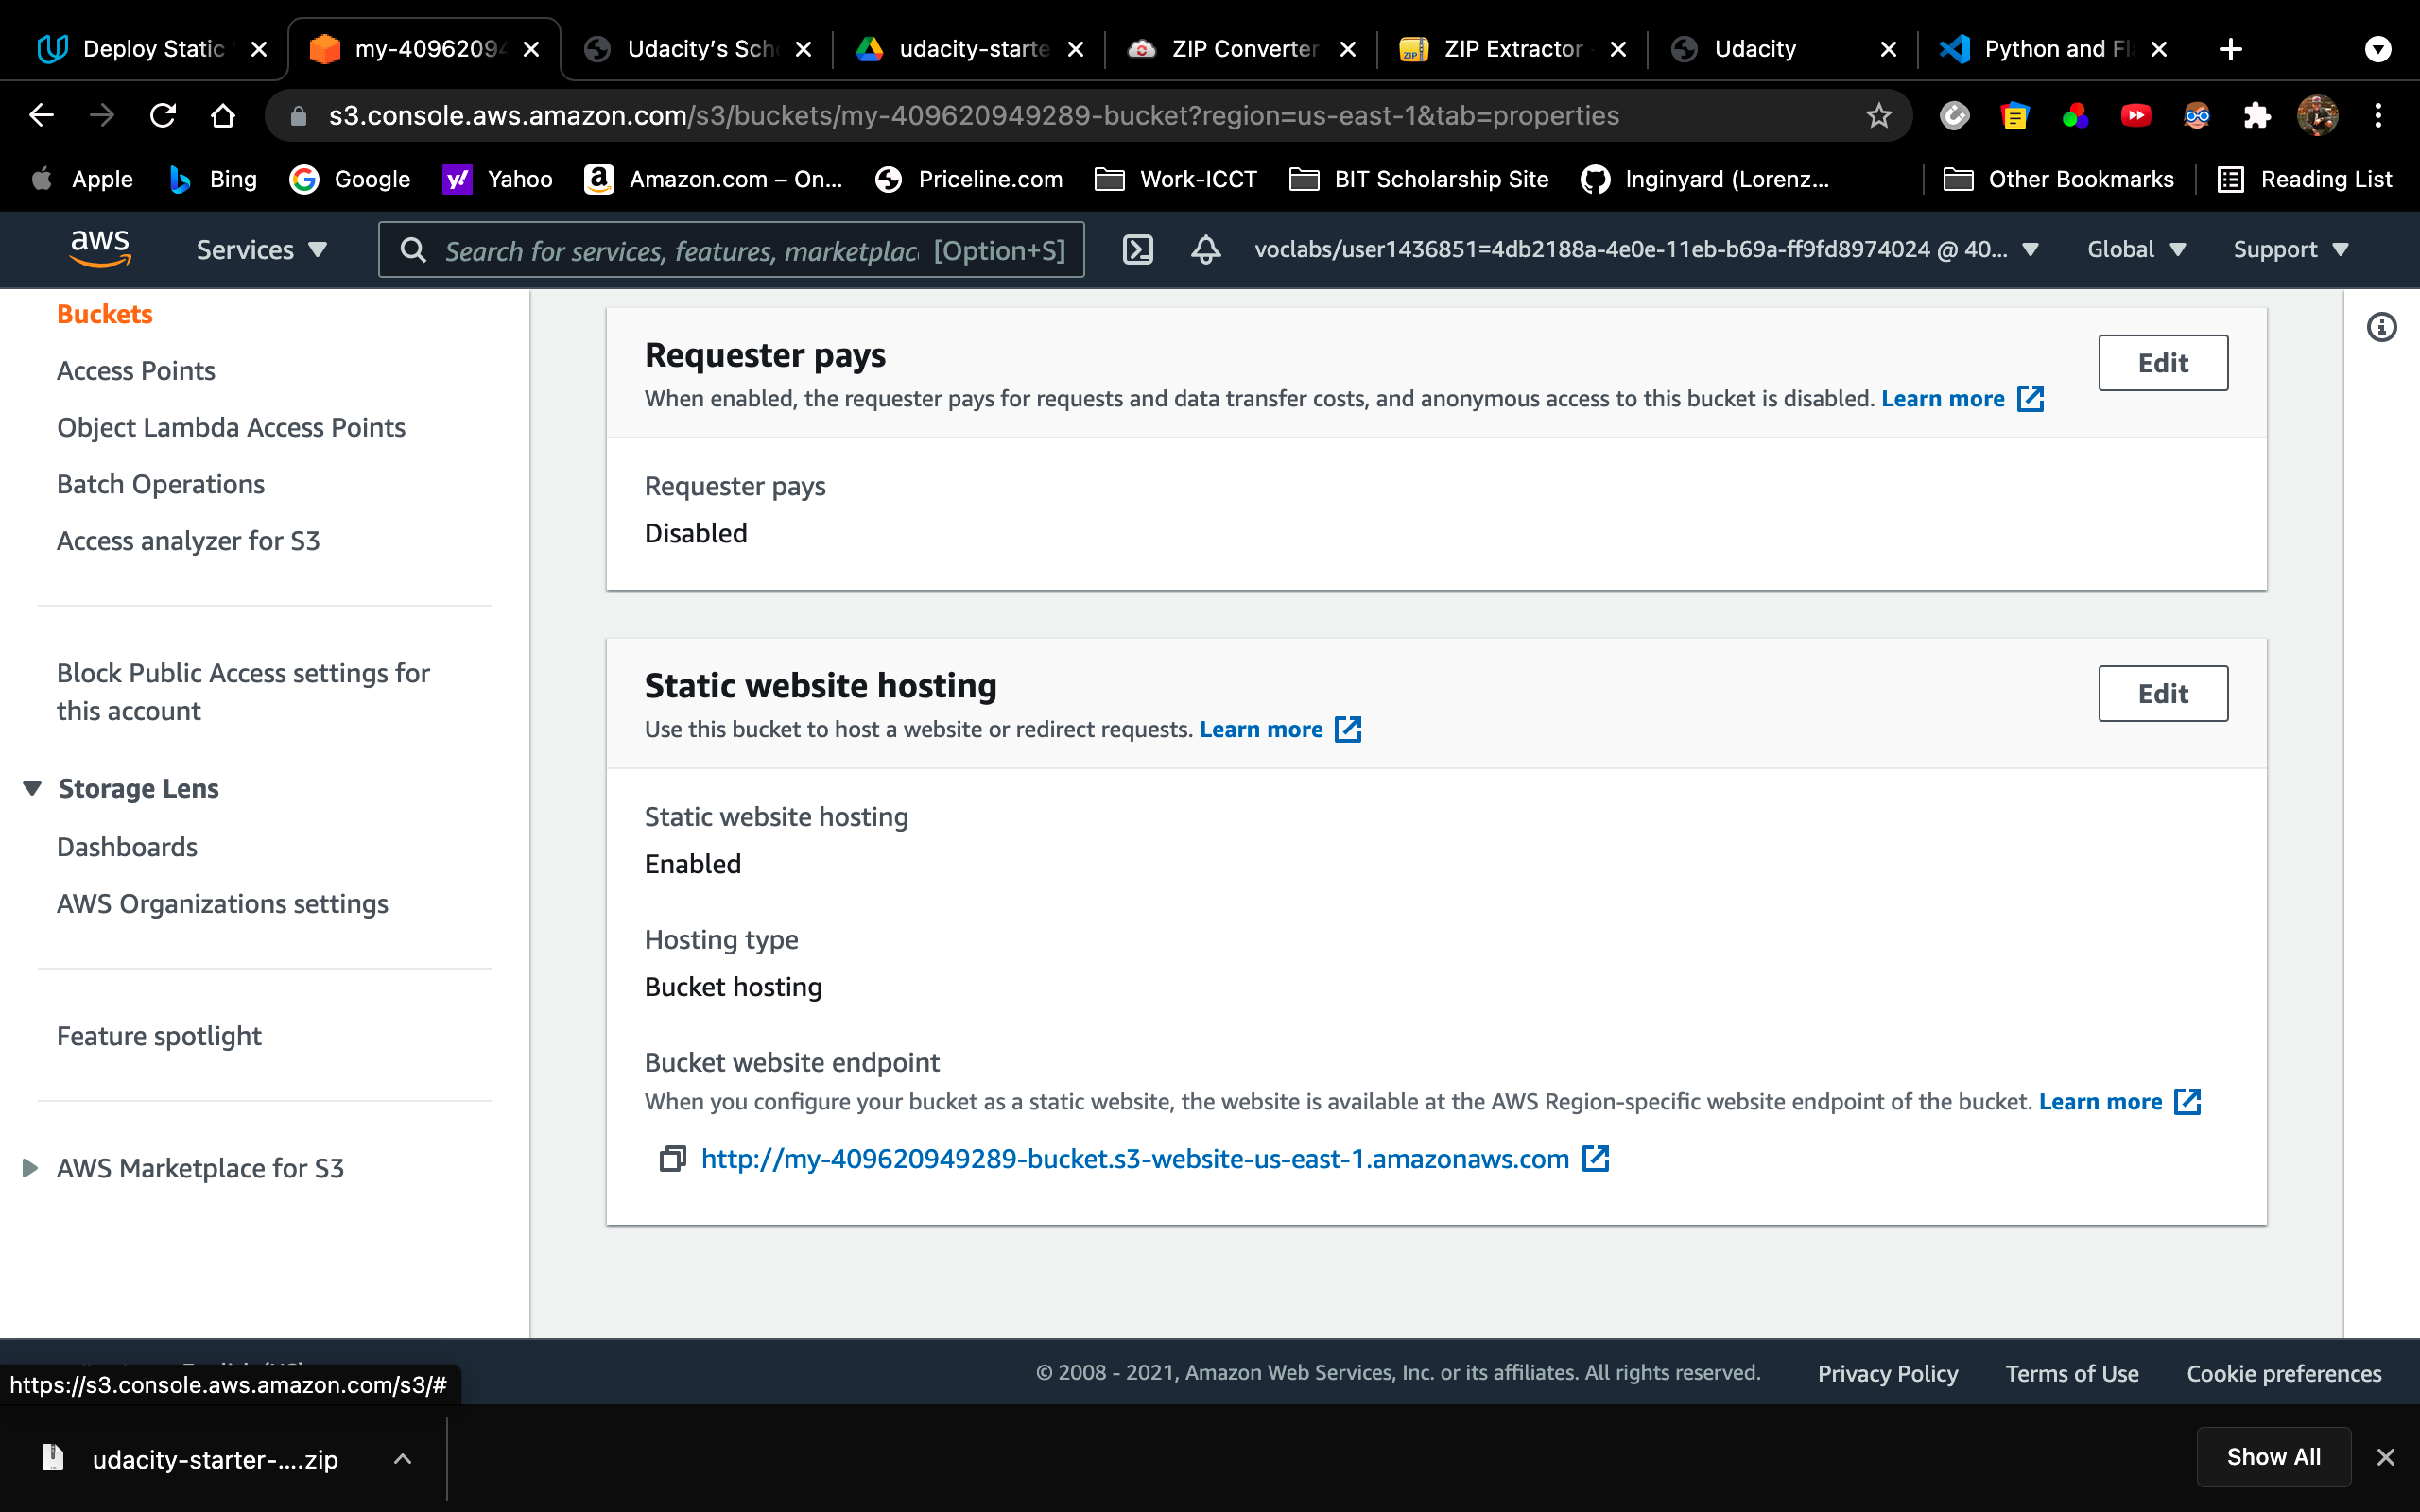 Deploy Static
my-40962094
Udacity's Sch
udacity-starte
ZIP Converter
ZIP Extractor
Udacity
Python and Fl
s3.console.aws.amazon.com/s3/buckets/my-409620949289-bucket?region=us-east-1&tab=properties
Apple
Bing
Google
Yahoo
Amazon.com – On...
Priceline.com
Work-ICCT
BIT Scholarship Site
Inginyard (Lorenz...
Other Bookmarks
Reading List
aws
Services
Search for services, features, marketplac
[Option+S]
voclabs/user1436851=4db2188a-4e0e-11eb-b69a-ff9fd8974024 @ 40...
Global
Support
Buckets
Access Points
Object Lambda Access Points
Batch Operations
Access analyzer for S3
Block Public Access settings for
this account
Storage Lens
Dashboards
AWS Organizations settings
Feature spotlight
AWS Marketplace for S3
Requester pays
Edit
When enabled, the requester pays for requests and data transfer costs, and anonymous access to this bucket is disabled. Learn more
Requester pays
Disabled
Static website hosting
Edit
Use this bucket to host a website or redirect requests. Learn more
Static website hosting
Enabled
Hosting type
Bucket hosting
Bucket website endpoint
When you configure your bucket as a static website, the website is available at the AWS Region-specific website endpoint of the bucket. Learn more
http://my-409620949289-bucket.s3-website-us-east-1.amazonaws.com
© 2008 - 2021, Amazon Web Services, Inc. or its affiliates. All rights reserved.
Privacy Policy
Terms of Use
Cookie preferences
https://s3.console.aws.amazon.com/s3/#
udacity-starter-....zip
Show All